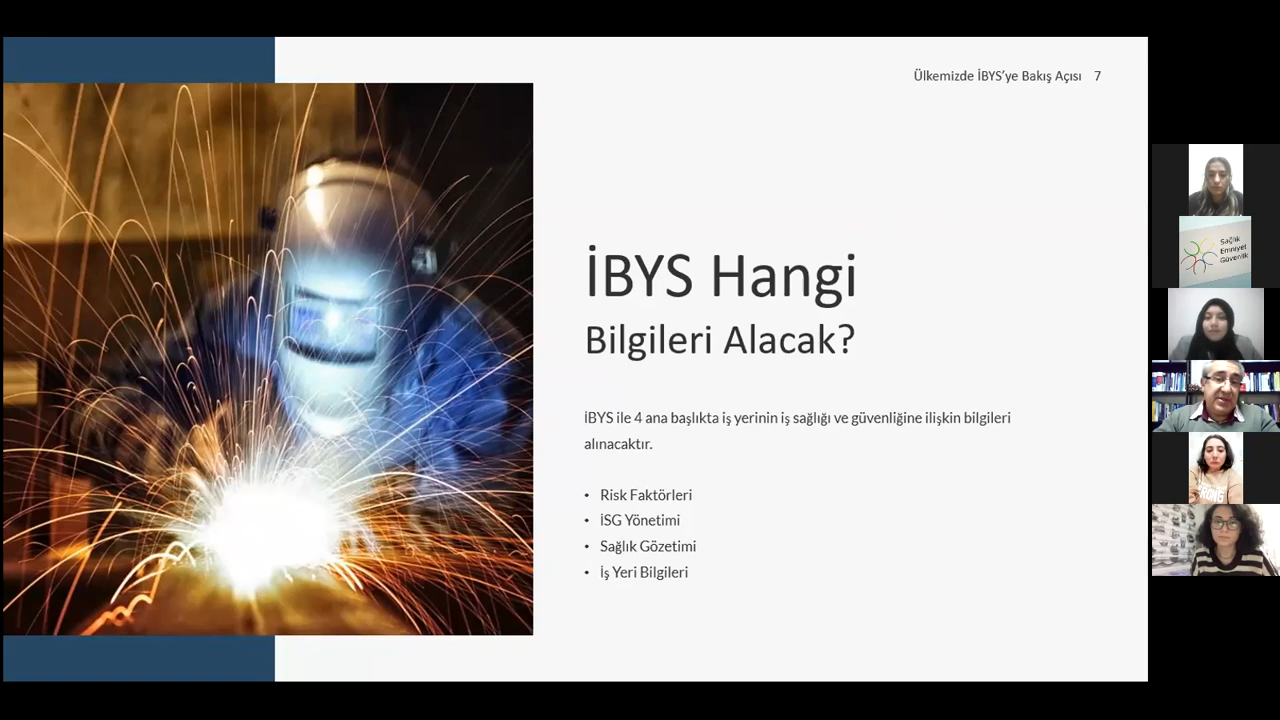 Ülkemizde İBYS’ye Bakış Açısı 7
İBYS Hangi
Bilgileri Alacak?
İBYS ile 4 ana başlıkta iş yerinin iş sağlığı ve güvenliğine ilişkin bilgileri
alınacaktır.
• Risk Faktörleri
• İSG Yönetimi
• Sağlık Gözetimi
• İş Yeri Bilgileri
Sağlık
Emniyet
Güvenlik